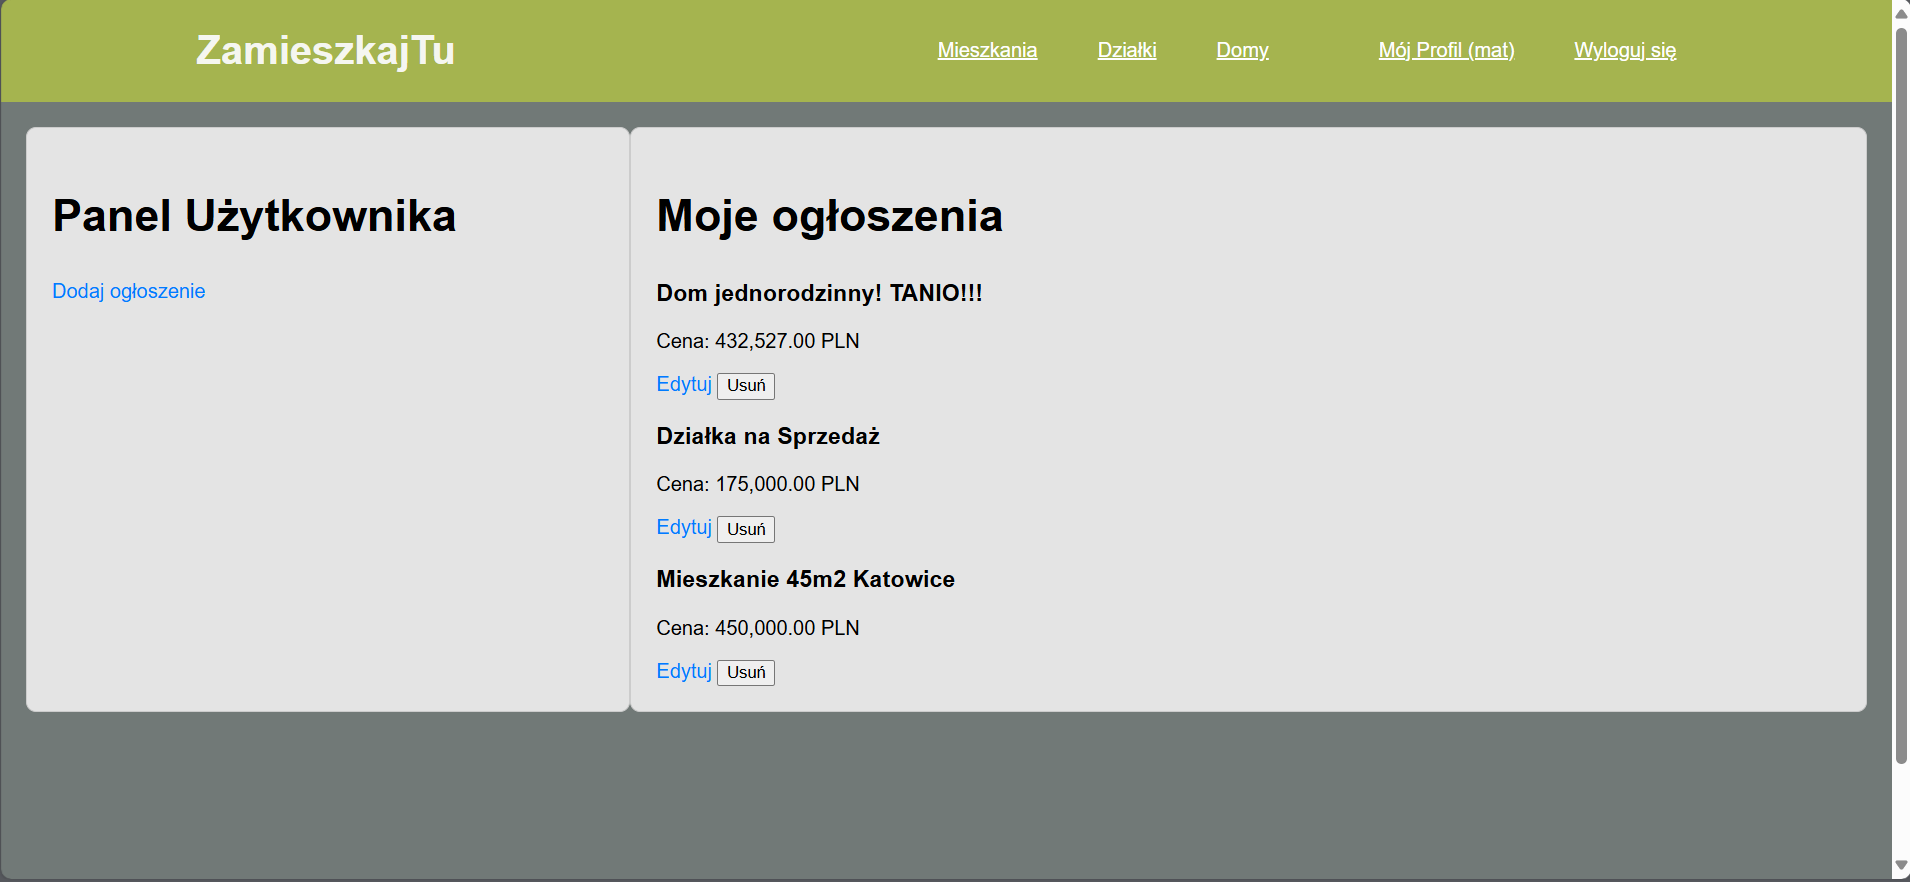 ZamieszkajTu
Mieszkania Działki Domy Mój Profil (mat) Wyloguj się
Panel Użytkownika
Dodaj ogłoszenie
Moje ogłoszenia
Dom jednorodzinny! TANIO!!!
Cena: 432,527.00 PLN
Edytuj Usuń
Działka na Sprzedaż
Cena: 175,000.00 PLN
Edytuj Usuń
Mieszkanie 45m2 Katowice
Cena: 450,000.00 PLN
Edytuj Usuń